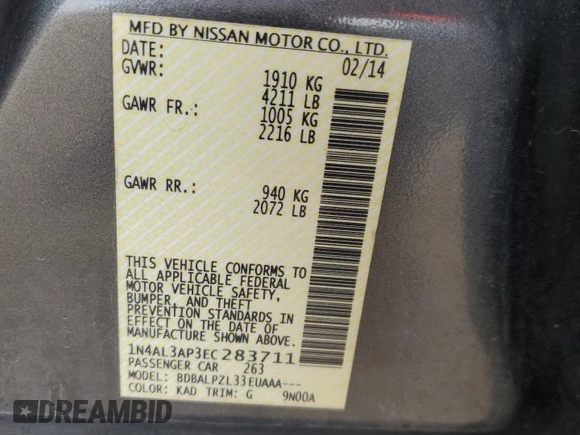 MFD BY NISSAN MOTOR CO., LTD.
DATE: 02/14
GVWR: 1910 KG
4211 LB
GAWR FR.: 1005 KG
2216 LB
GAWR RR.: 940 KG
2072 LB
THIS VEHICLE CONFORMS TO
ALL APPLICABLE FEDERAL
MOTOR VEHICLE SAFETY,
BUMPER, AND THEFT
PREVENTION STANDARDS IN
EFFECT ON THE DATE OF
MANUFACTURE SHOWN ABOVE.
1N4AL3AP3EC283711
PASSENGER CAR 263
MODEL: BDBALPZL33EUAAA---
COLOR: KAD TRIM: G 9N00A
DREAMBID